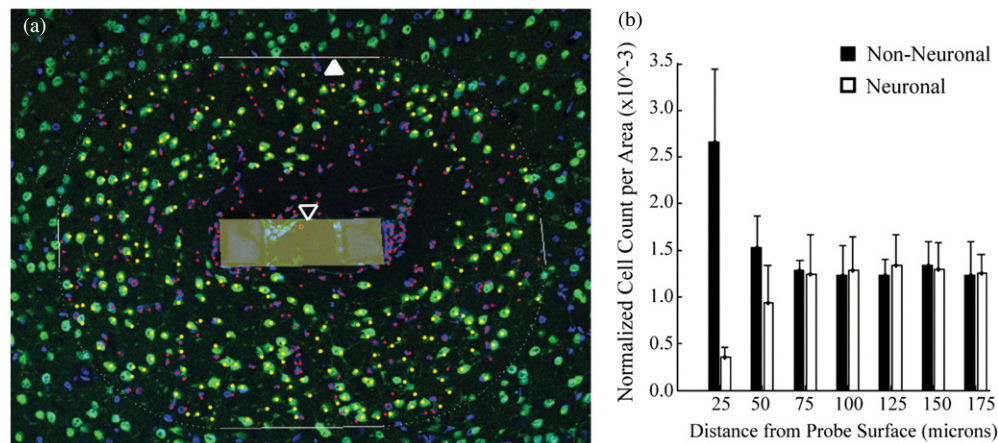 (a)
(b)
Non-Neuronal
Neuronal
Normalized Cell Count per Area (x10^-3)
3.5
3.0
2.5
2.0
1.5
1.0
0.5
0.0
25 50 75 100 125 150 175
Distance from Probe Surface (microns)